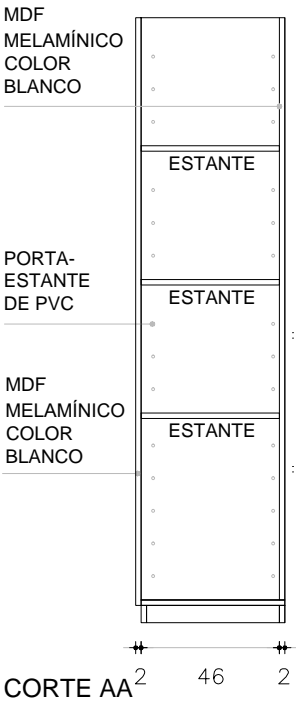 MDF
MELAMÍNICO
COLOR
BLANCO
ESTANTE
PORTA-
ESTANTE
DE PVC
ESTANTE
MDF
MELAMÍNICO
COLOR
BLANCO
ESTANTE
2 46 2
CORTE AA